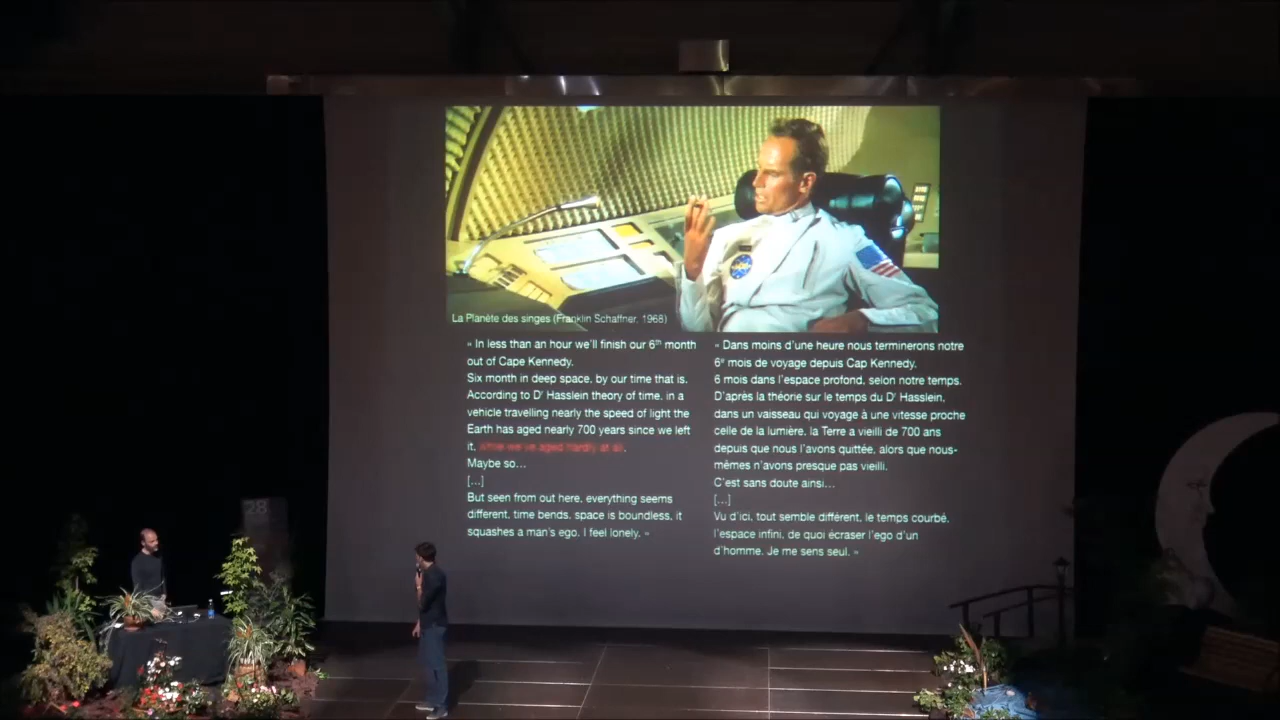 La Planète des singes (Franklin Schaffner, 1968)
« In less than an hour we'll finish our 6th month
out of Cape Kennedy.
Six month in deep space, by our time that is.
According to Dr Hasslein theory of time, in a
vehicle travelling nearly the speed of light the
Earth has aged nearly 700 years since we left
it, while we've aged hardly at all.
Maybe so...
[...]
But seen from out here, everything seems
different, time bends, space is boundless, it
squashes a man's ego. I feel lonely. »
« Dans moins d'une heure nous terminerons notre
6e mois de voyage depuis Cap Kennedy.
6 mois dans l'espace profond, selon notre temps.
D'après la théorie sur le temps du Dr Hasslein,
dans un vaisseau qui voyage à une vitesse proche
celle de la lumière, la Terre a vieilli de 700 ans
depuis que nous l'avons quittée, alors que nous-
mêmes n'avons presque pas vieilli.
C'est sans doute ainsi...
[...]
Vu d'ici, tout semble différent, le temps courbé,
l'espace infini, de quoi écraser l'ego d'un
d'homme. Je me sens seul. »
28